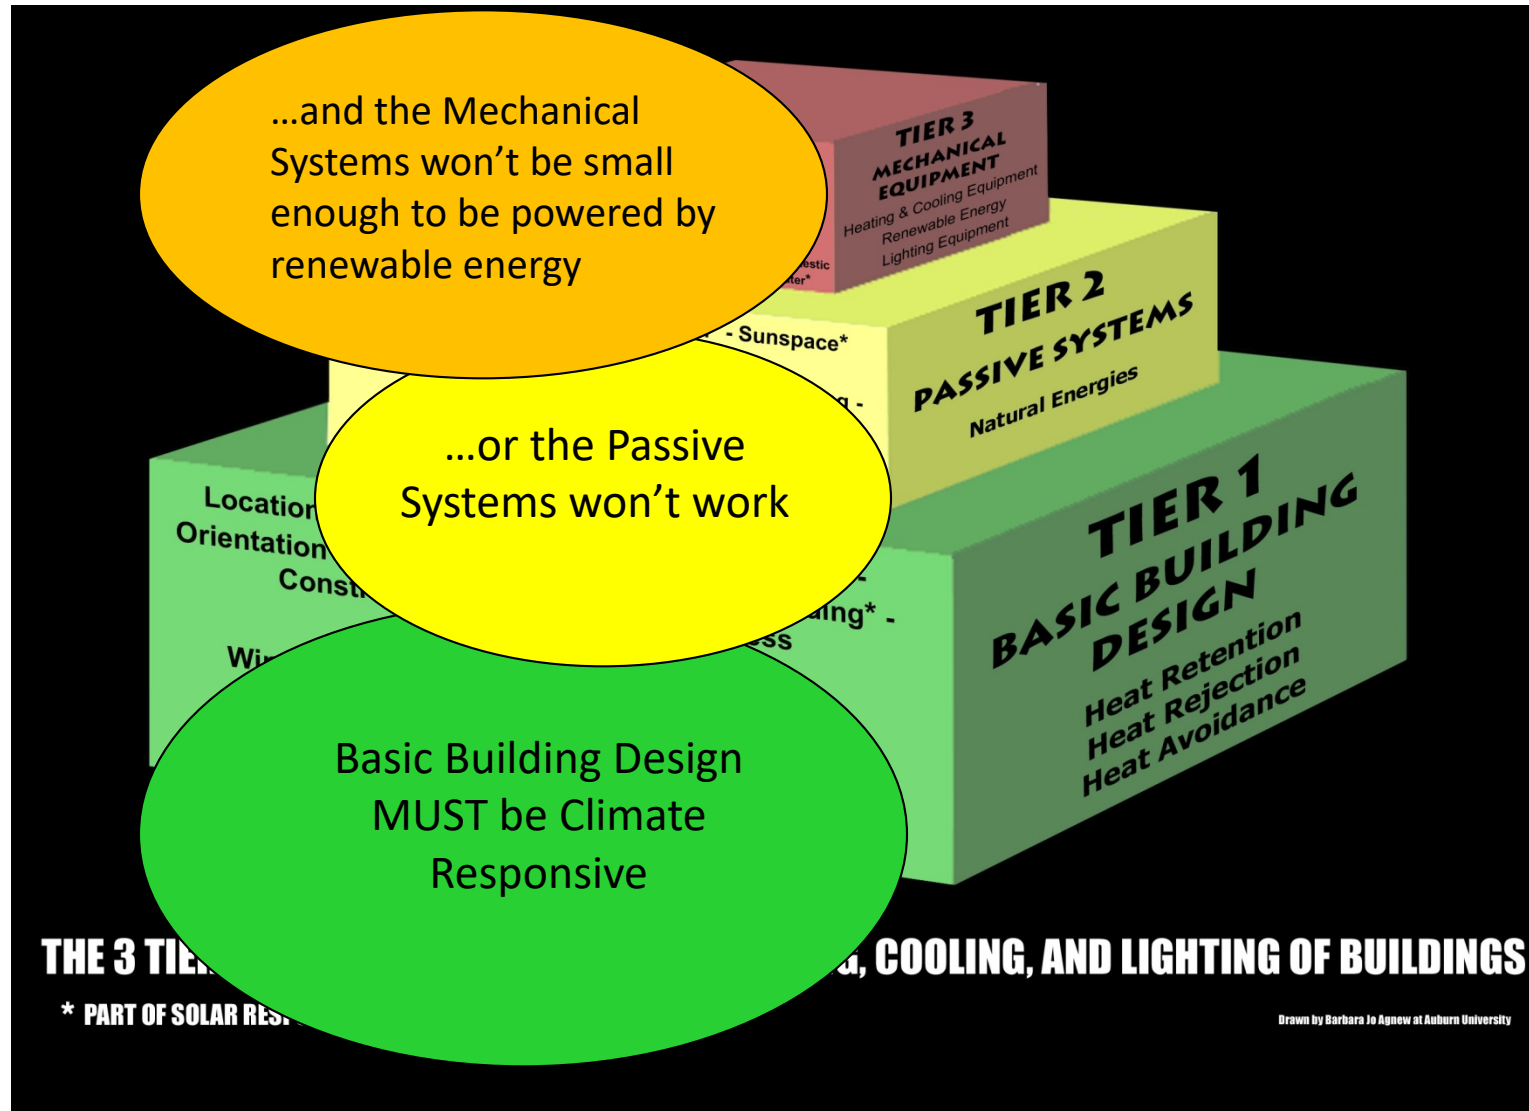 …and the Mechanical
Systems won’t be small
enough to be powered by
renewable energy
TIER 3
MECHANICAL
EQUIPMENT
Heating & Cooling Equipment
Renewable Energy
Lighting Equipment
- Sunspace*
TIER 2
PASSIVE SYSTEMS
Natural Energies
…or the Passive
Systems won’t work
Location
Orientation
TIER 1
BASIC BUILDING
DESIGN
Heat Retention
Heat Rejection
Heat Avoidance
Basic Building Design
MUST be Climate
Responsive
THE 3 , COOLING, AND LIGHTING OF BUILDINGS
* PART OF SOLAR
Drawn by Barbara Jo Agnew at Auburn University